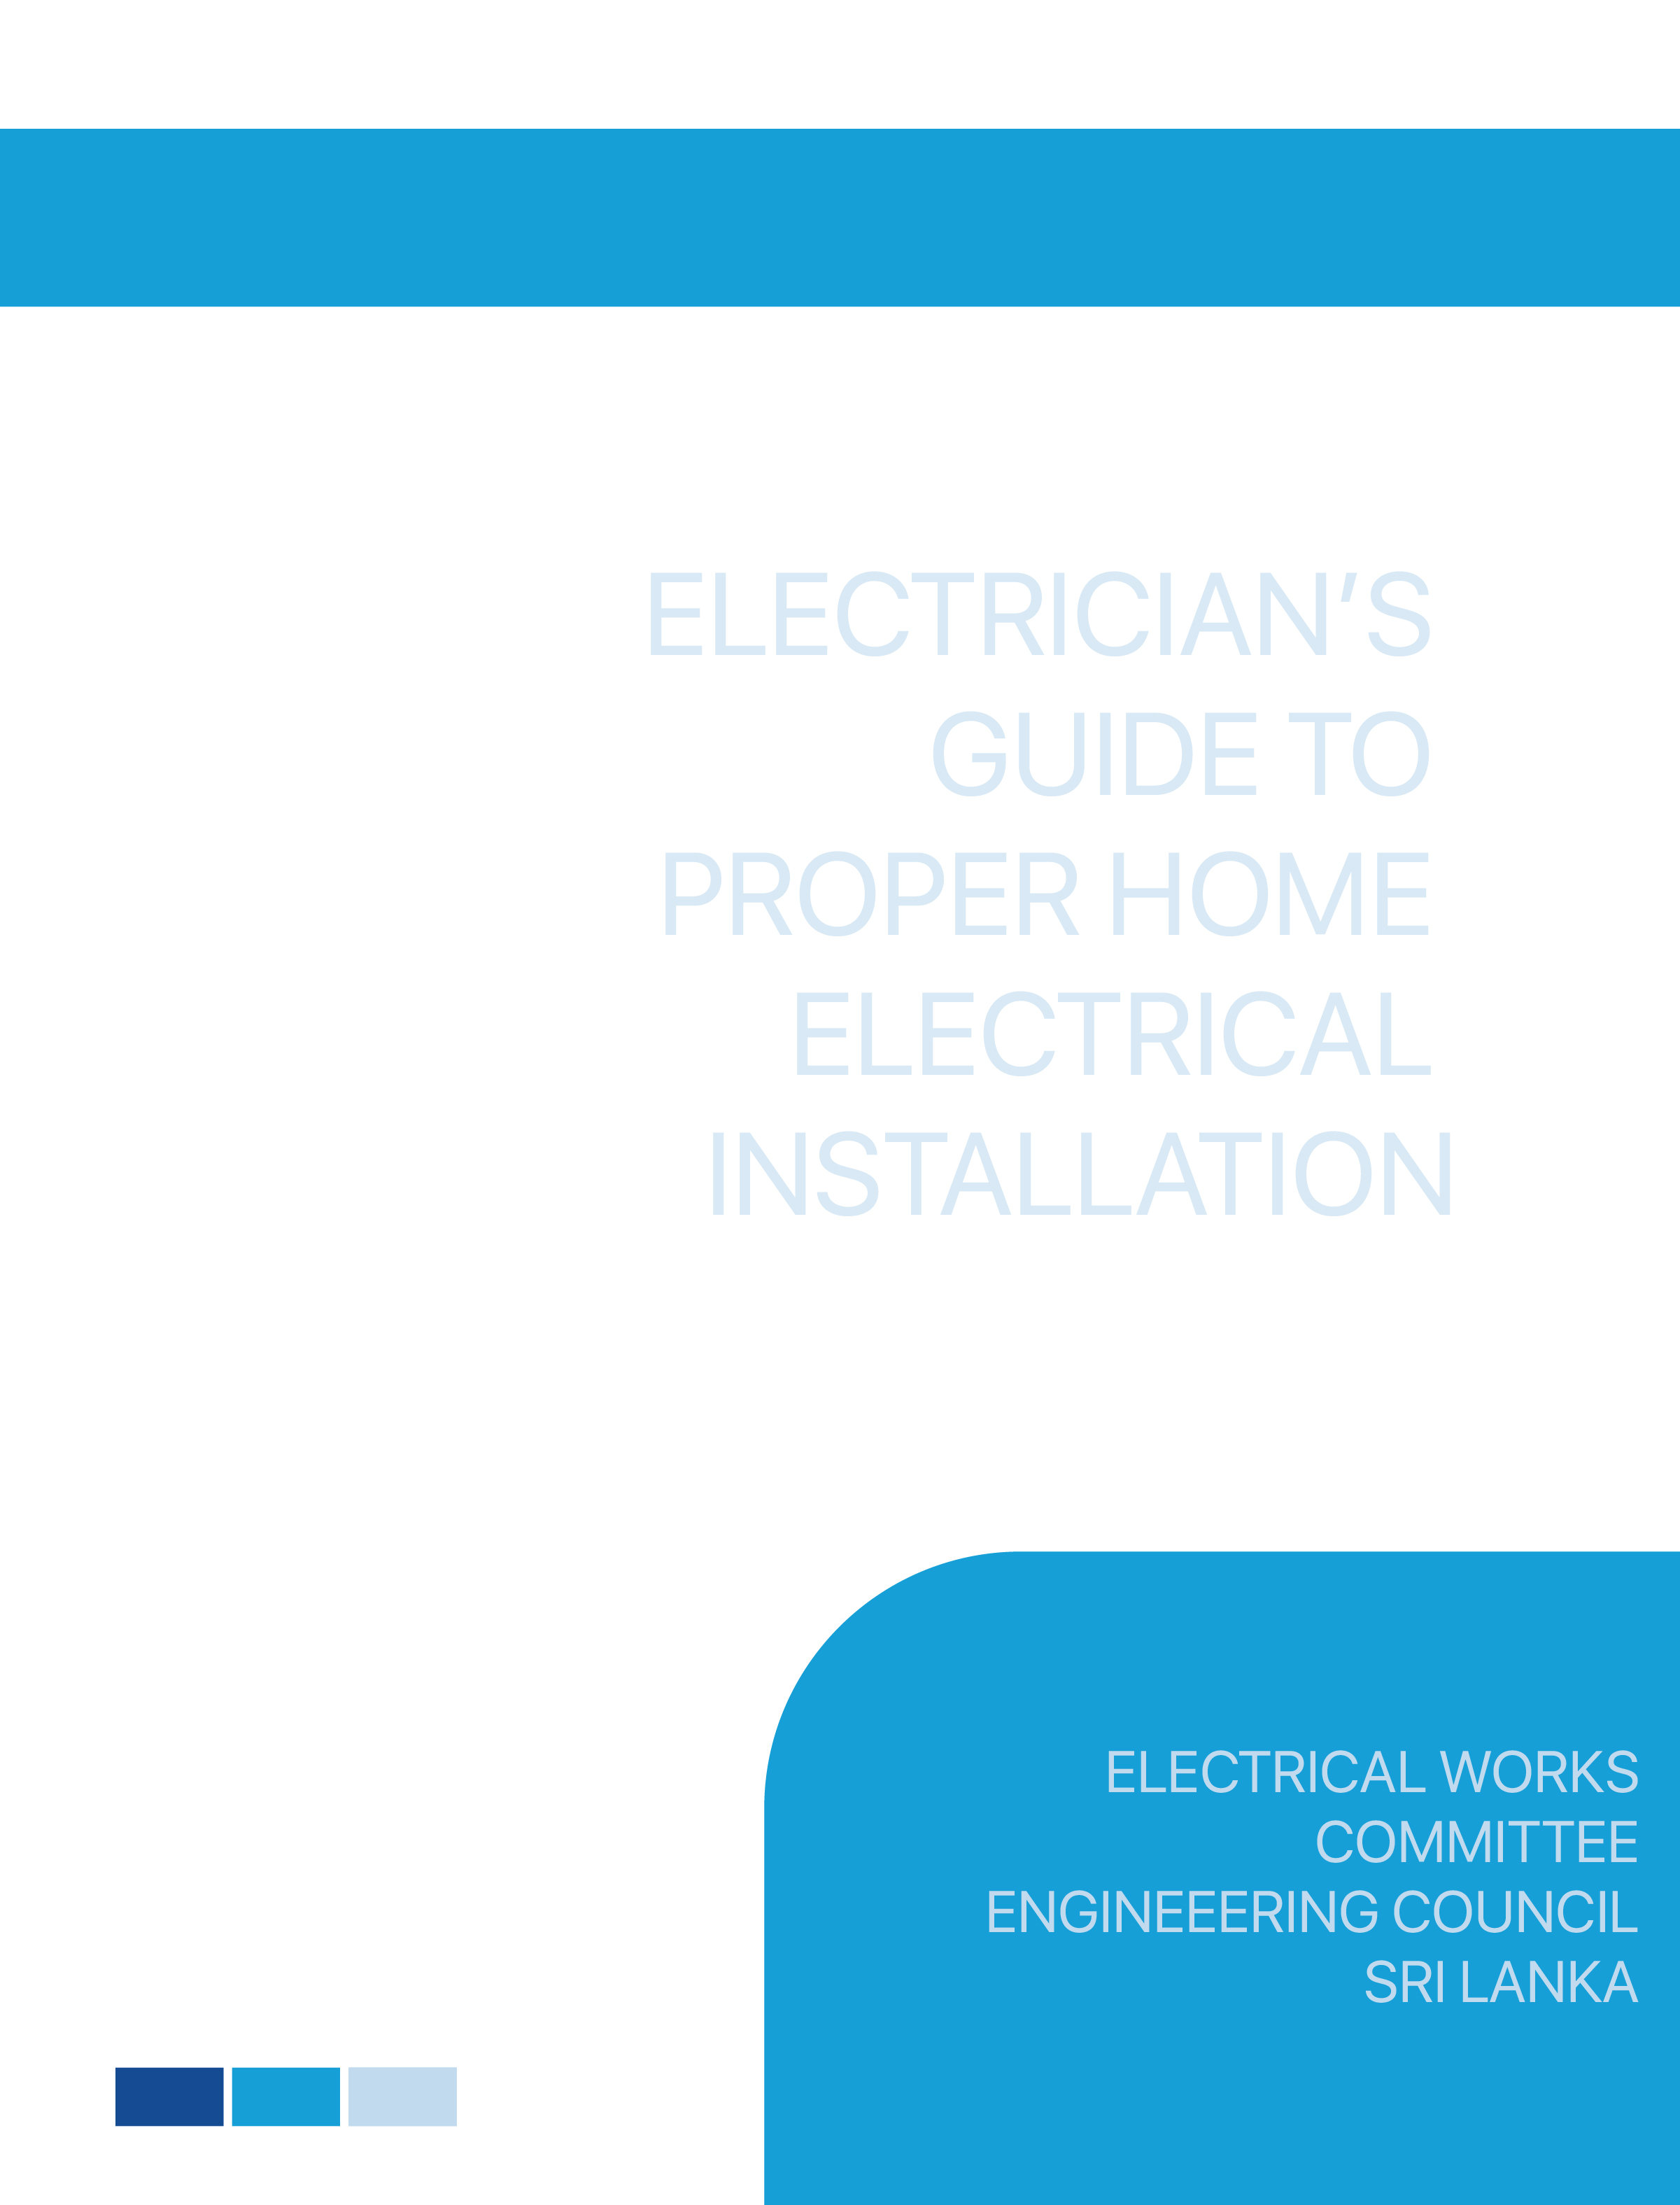 ELECTRICIAN’S
GUIDE TO
PROPER HOME
ELECTRICAL
INSTALLATION
ELECTRICAL WORKS
COMMITTEE
ENGINEEERING COUNCIL
SRI LANKA